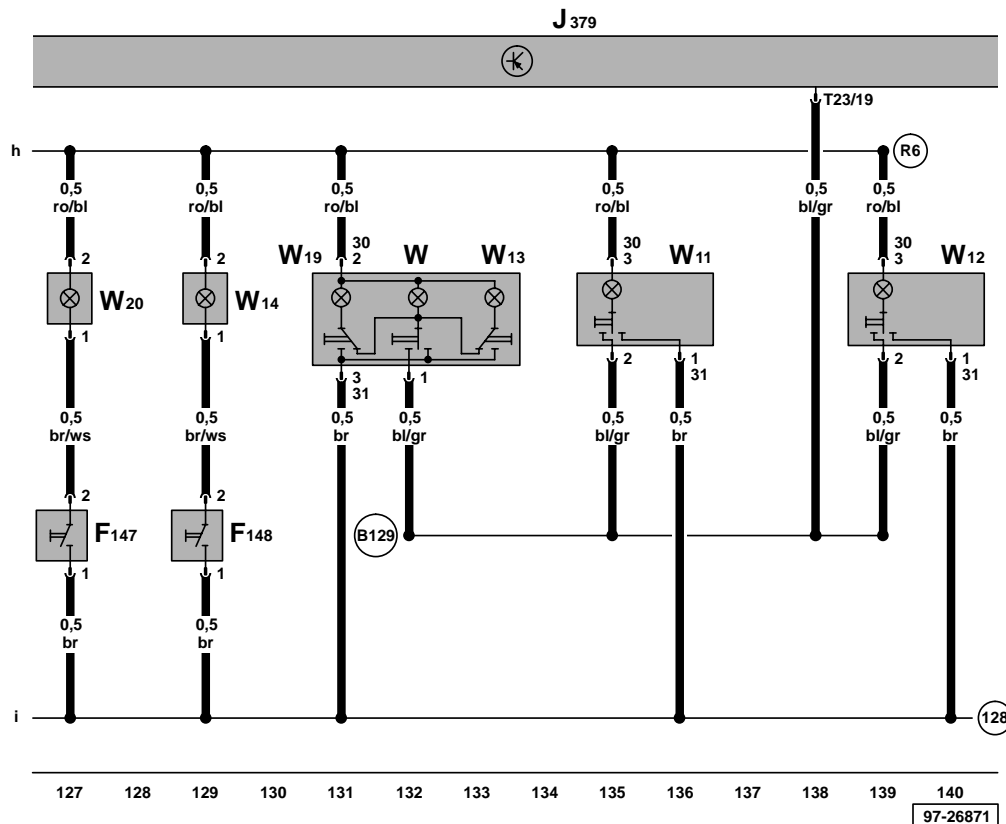 J 379
T23/19
h
R6
0,5 0,5 0,5 0,5 0,5 0,5
ro/bl ro/bl ro/bl ro/bl bl/gr ro/bl
2 2 W19 30 2 W W13 30 3 W11 30 3 W12
W20 W14
1 1 2 1 2 1
3 1 31 31
31
0,5 0,5 0,5 0,5 0,5 0,5 0,5 0,5
br/ws br/ws br bl/gr bl/gr br bl/gr br
2 2
F147 F148 B129
1 1
0,5 0,5
br br
i 128
127 128 129 130 131 132 133 134 135 136 137 138 139 140
97-26871